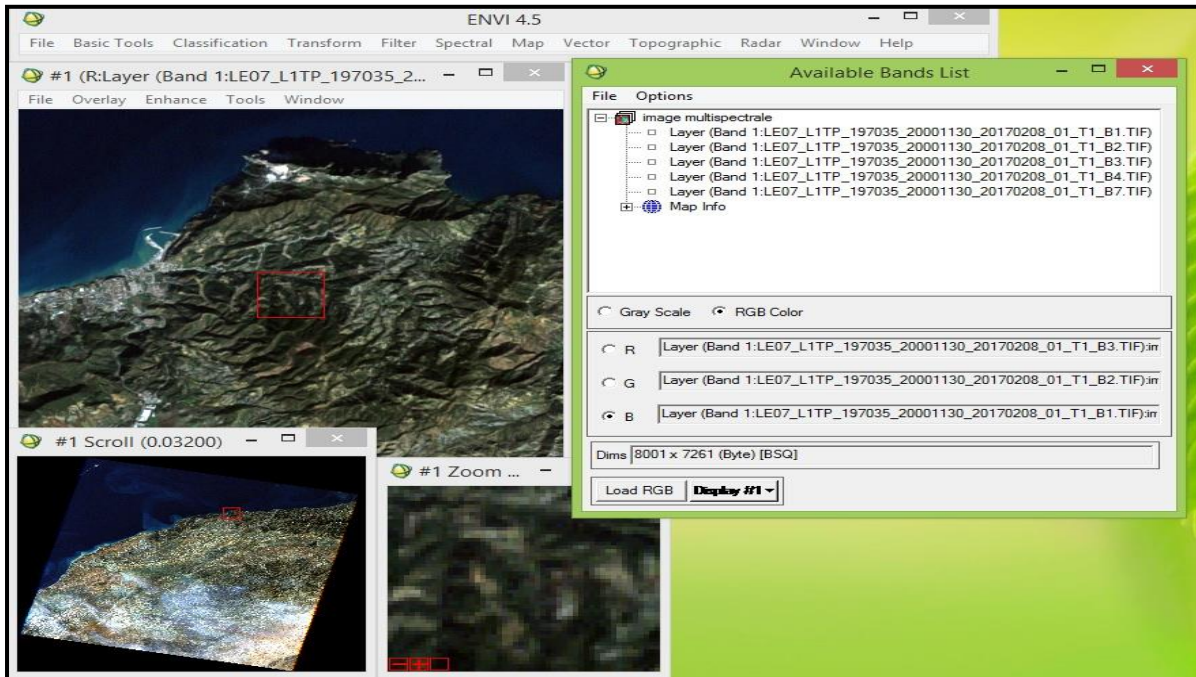 ENVI 4.5
File Basic Tools Classification Transform Filter Spectral Map Vector Topographic Radar Window Help
#1 (R:Layer (Band 1:LE07_L1TP_197035_2...
File Overlay Enhance Tools Window
Available Bands List
File Options
image multispectrale
Layer (Band 1:LE07_L1TP_197035_20001130_20170208_01_T1_B1.TIF)
Layer (Band 1:LE07_L1TP_197035_20001130_20170208_01_T1_B2.TIF)
Layer (Band 1:LE07_L1TP_197035_20001130_20170208_01_T1_B3.TIF)
Layer (Band 1:LE07_L1TP_197035_20001130_20170208_01_T1_B4.TIF)
Layer (Band 1:LE07_L1TP_197035_20001130_20170208_01_T1_B7.TIF)
Map Info
Gray Scale RGB Color
R Layer (Band 1:LE07_L1TP_197035_20001130_20170208_01_T1_B3.TIF):im
G Layer (Band 1:LE07_L1TP_197035_20001130_20170208_01_T1_B2.TIF):im
B Layer (Band 1:LE07_L1TP_197035_20001130_20170208_01_T1_B1.TIF):im
Dims 8001 x 7261 (Byte) [BSQ]
Load RGB Display #1
#1 Scroll (0.03200)
#1 Zoom ...